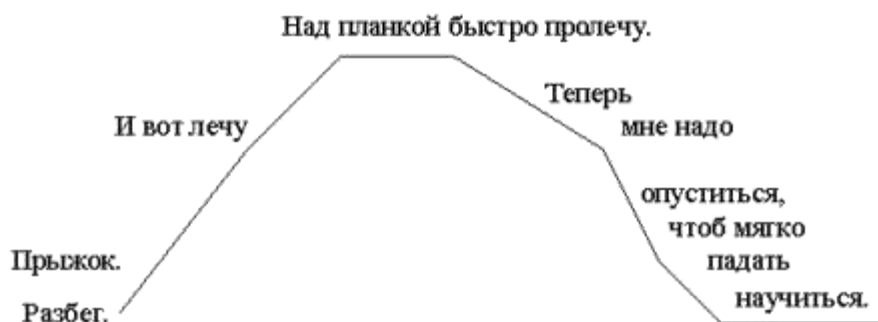 Над планкой быстро пролечу.
Теперь
И вот лечу
мне надо
опуститься,
чтоб мягко
Прыжок.
падать
научиться.
Разбег.